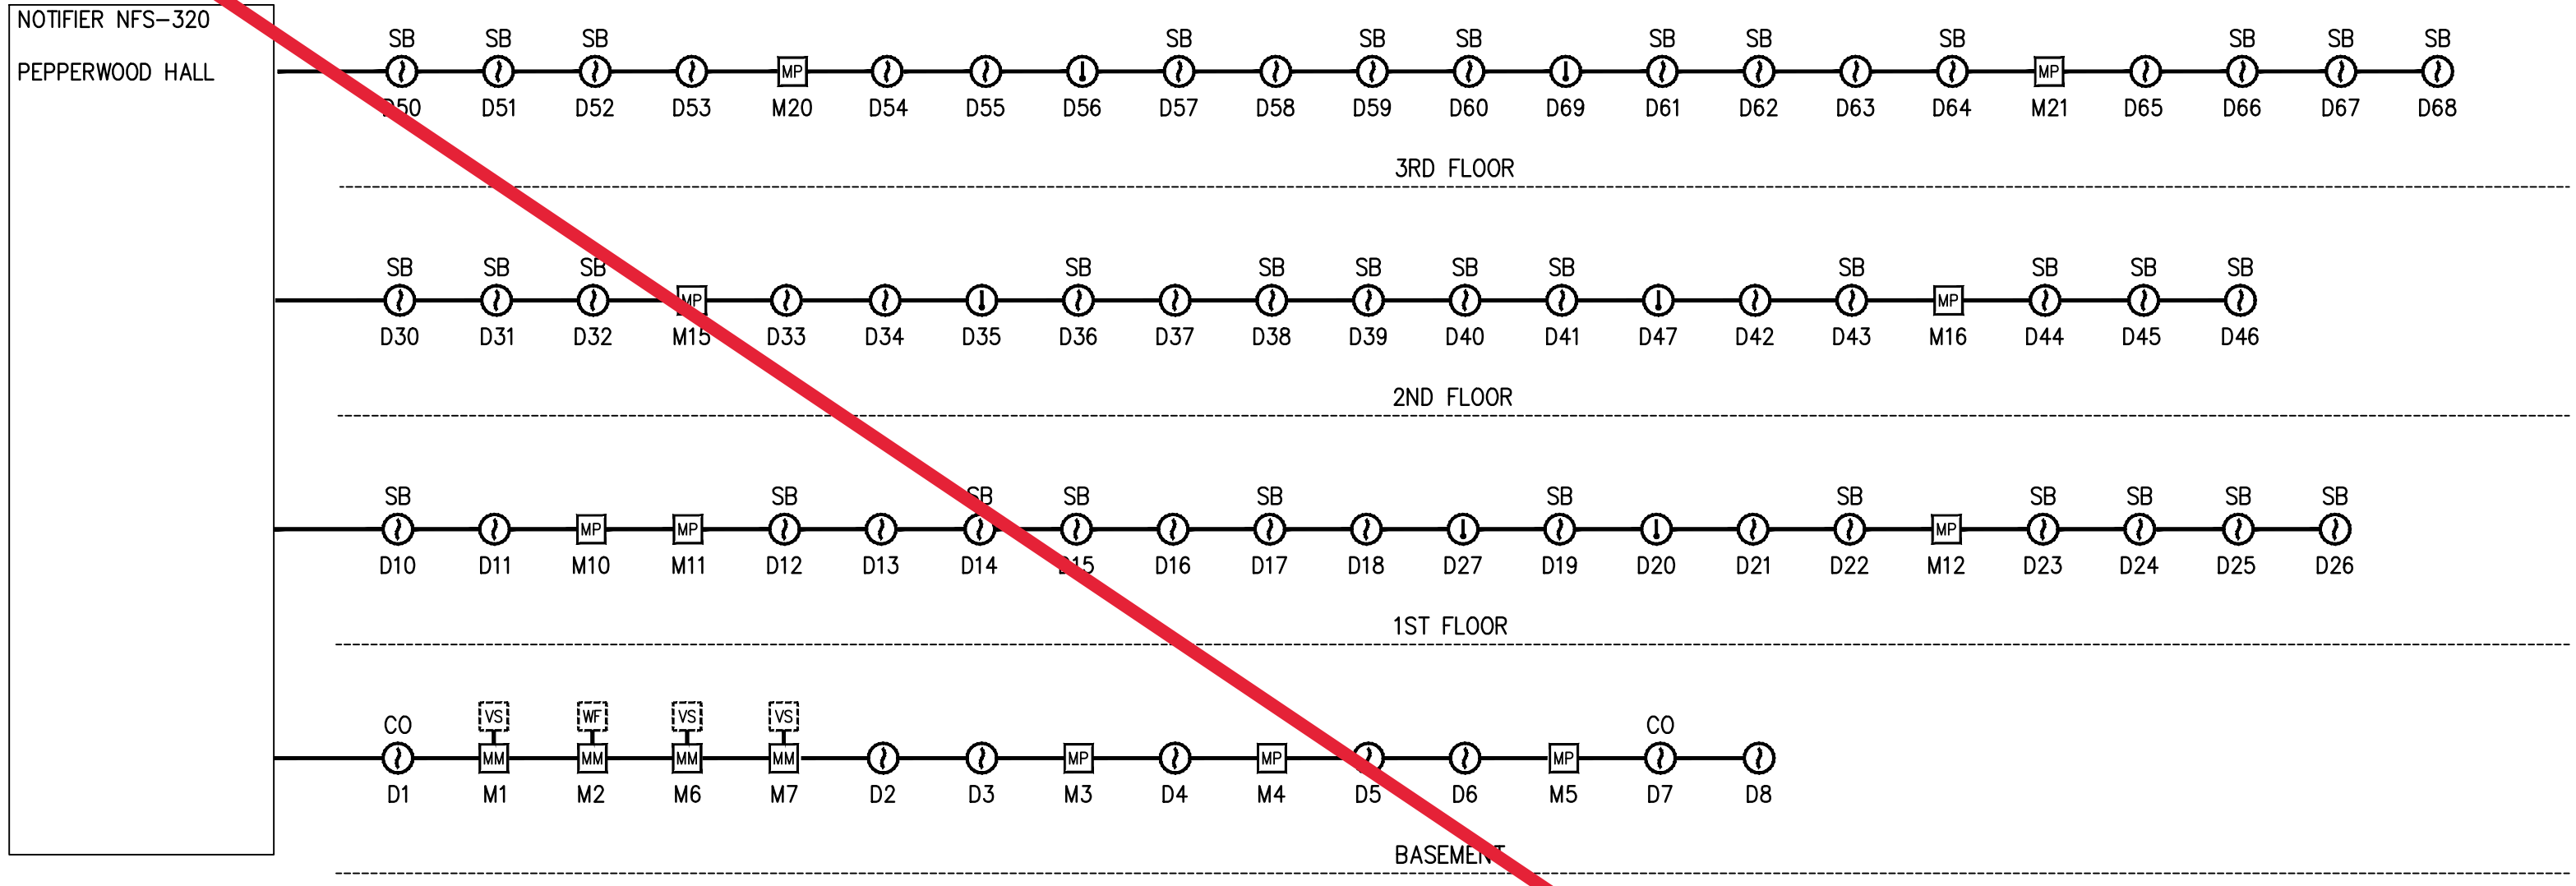 NOTIFIER NFS-320
PEPPERWOOD HALL
SB SB SB SB SB SB SB SB SB SB SB SB
MP MP
D50 D51 D52 D53 M20 D54 D55 D56 D57 D58 D59 D60 D69 D61 D62 D63 D64 M21 D65 D66 D67 D68
3RD FLOOR
SB SB SB SB SB SB SB SB SB SB SB SB
MP MP
D30 D31 D32 M15 D33 D34 D35 D36 D37 D38 D39 D40 D41 D47 D42 D43 M16 D44 D45 D46
2ND FLOOR
SB SB SB SB SB SB SB SB SB SB SB
MP MP MP
D10 D11 M10 M11 D12 D13 D14 D15 D16 D17 D18 D27 D19 D20 D21 D22 M12 D23 D24 D25 D26
1ST FLOOR
CO VS WF VS VS CO
MM MM MM MM MP MP MP
D1 M1 M2 M6 M7 D2 D3 M3 D4 M4 D5 D6 M5 D7 D8
BASEMENT